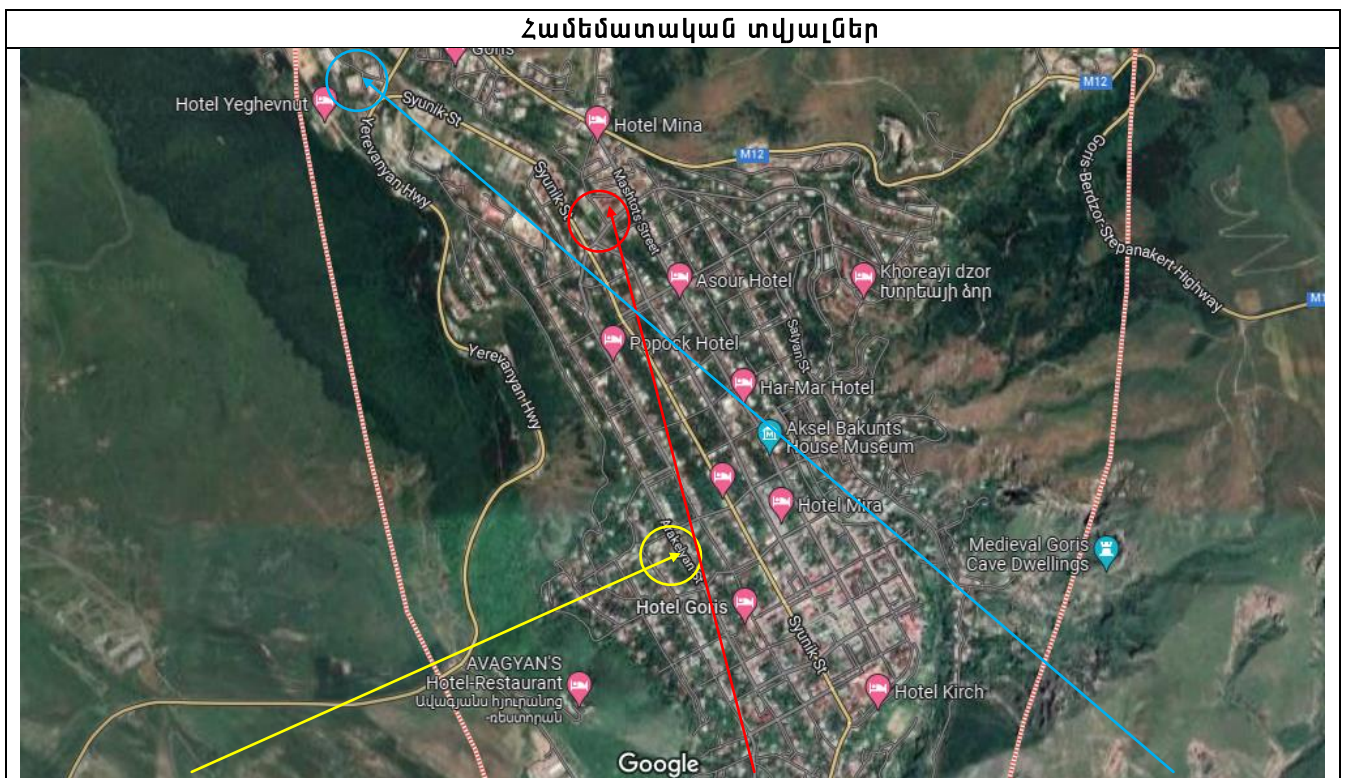 Համեմատական տվյալներ
Goris
M12
Hotel Yeghevnut
Syunik St
Hotel Mina
M12
Yerevanyan Hwy
Syunik St
Mashtots Street
Goris-Berdzor-Stepanakert-Highway
Asour Hotel
Khoreayi dzor
Խորեայի ձոր
M1
Satyan St
Popock Hotel
Yerevanyan Hwy
Har-Mar Hotel
Aksel Bakunts
House Museum
Hotel Mira
Medieval Goris
Cave Dwellings
Hotel Goris
Syunik St
AVAGYAN'S
Hotel-Restaurant
Ավագյանս հյուրանոց
-ռեստորան
Hotel Kirch
Google